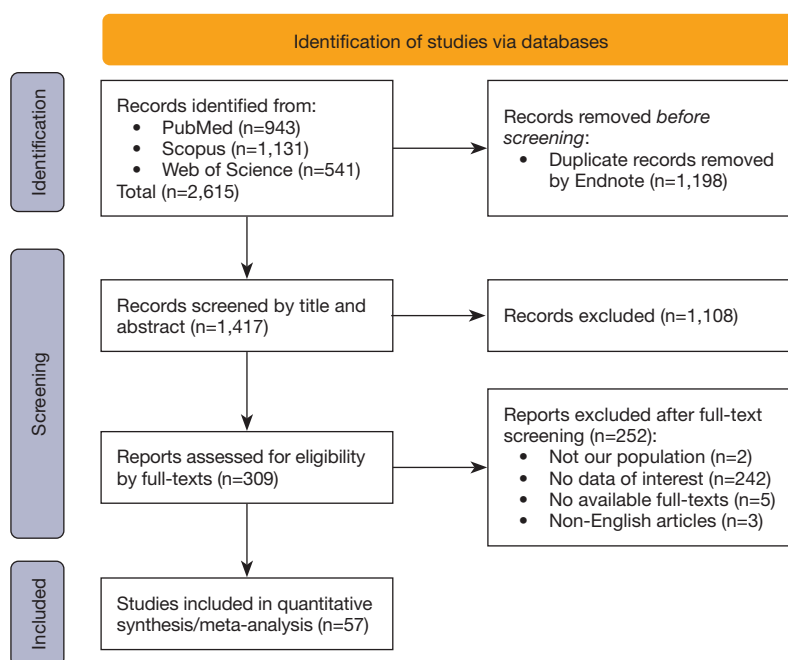 Identification of studies via databases
Identification
Records identified from:
• PubMed (n=943)
• Scopus (n=1,131)
• Web of Science (n=541)
Total (n=2,615)
Records removed before
screening:
• Duplicate records removed
by Endnote (n=1,198)
Screening
Records screened by title and
abstract (n=1,417)
Records excluded (n=1,108)
Reports assessed for eligibility
by full-texts (n=309)
Reports excluded after full-text
screening (n=252):
• Not our population (n=2)
• No data of interest (n=242)
• No available full-texts (n=5)
• Non-English articles (n=3)
Included
Studies included in quantitative
synthesis/meta-analysis (n=57)